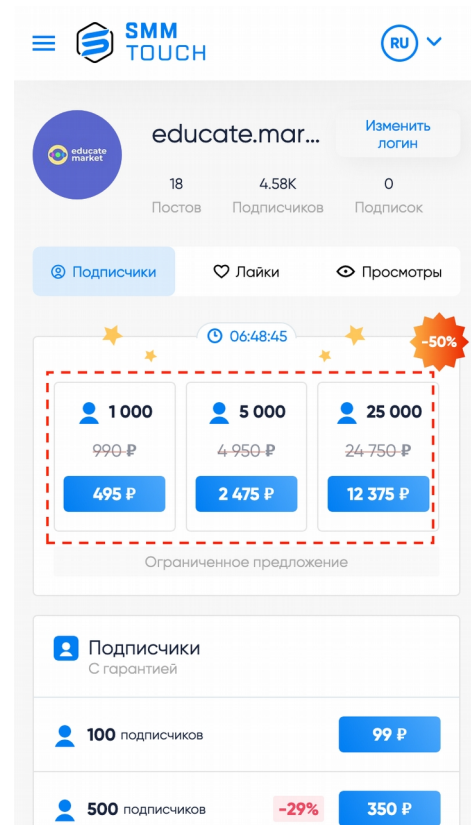 SMM
TOUCH
RU
educate
market
educate.mar...
Изменить
логин
18
4.58K
0
Постов
Подписчиков
Подписок
Подписчики
Лайки
Просмотры
06:48:45
-50%
1 000
5 000
25 000
990 ₽
4 950 ₽
24 750 ₽
495 ₽
2 475 ₽
12 375 ₽
Ограниченное предложение
Подписчики
С гарантией
100 подписчиков
99 ₽
500 подписчиков
-29%
350 ₽